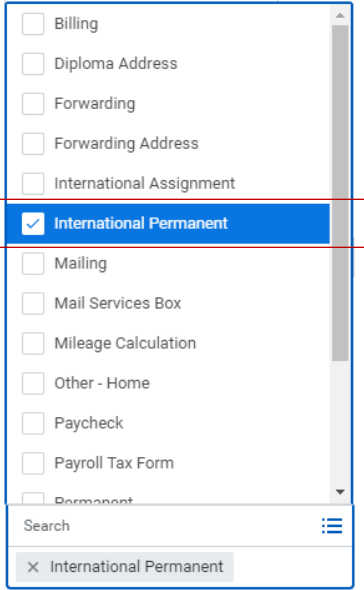 Billing
Diploma Address
Forwarding
Forwarding Address
International Assignment
International Permanent
Mailing
Mail Services Box
Mileage Calculation
Other - Home
Paycheck
Payroll Tax Form
Permanent
Search
International Permanent